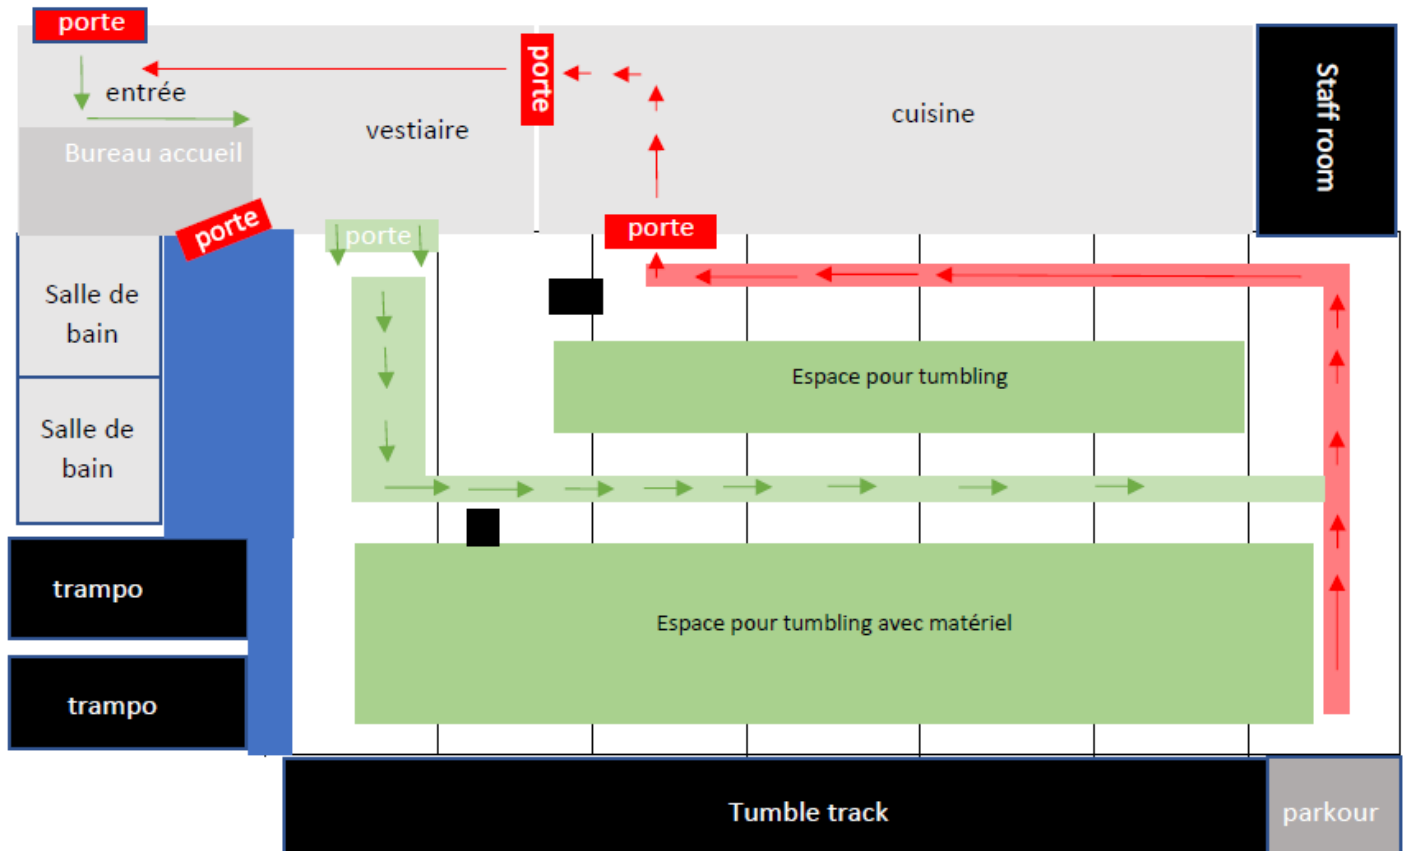 porte
entrée
Bureau accueil
vestiaire
porte
cuisine
Staff room
porte
porte
porte
Salle de
bain
Salle de
bain
Espace pour tumbling
trampo
Espace pour tumbling avec matériel
trampo
Tumble track
parkour